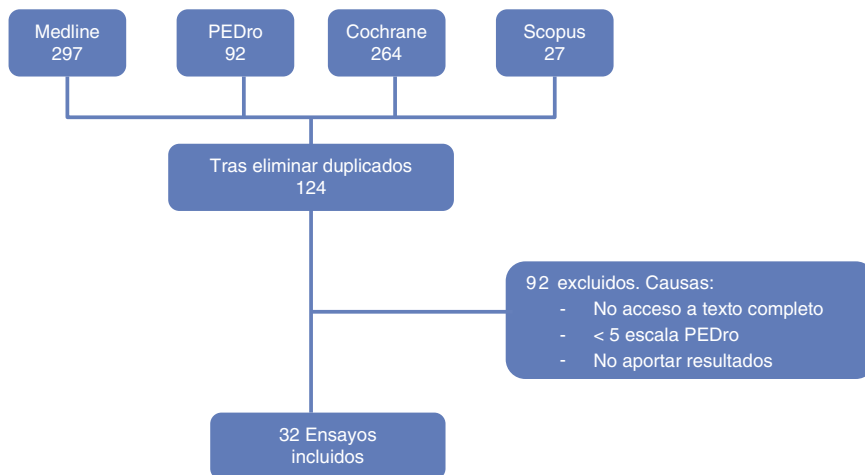 Medline
297
PEDro
92
Cochrane
264
Scopus
27
Tras eliminar duplicados
124
92 excluidos. Causas:
- No acceso a texto completo
- < 5 escala PEDro
- No aportar resultados
32 Ensayos
incluidos